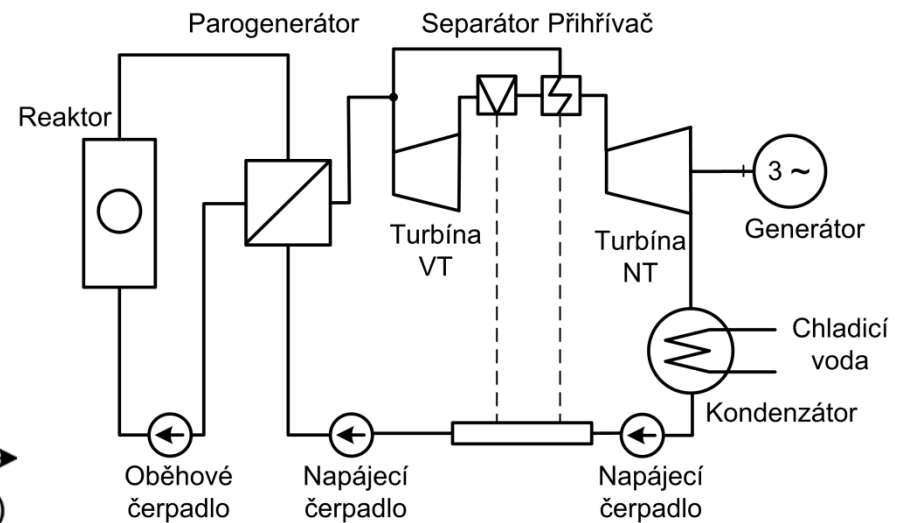 Parogenerátor
Separátor Přihřívač
Reaktor
3 ~
Generátor
Turbína
VT
Turbína
NT
Chladicí
voda
Kondenzátor
Oběhové
čerpadlo
Napájecí
čerpadlo
Napájecí
čerpadlo